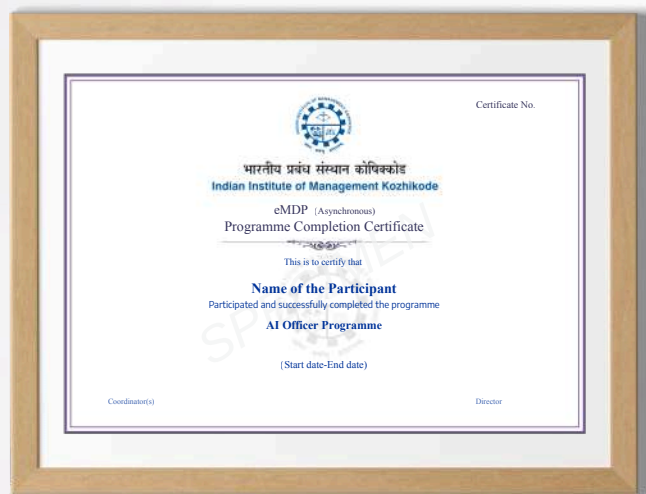 Certificate No.
भारतीय प्रबंध संस्थान कोषिक्कोड
Indian Institute of Management Kozhikode
eMDP (Asynchronous)
Programme Completion Certificate
This is to certify that
Name of the Participant
Participated and successfully completed the programme
AI Officer Programme
SPECIMEN
(Start date-End date)
Coordinator(s)
Director